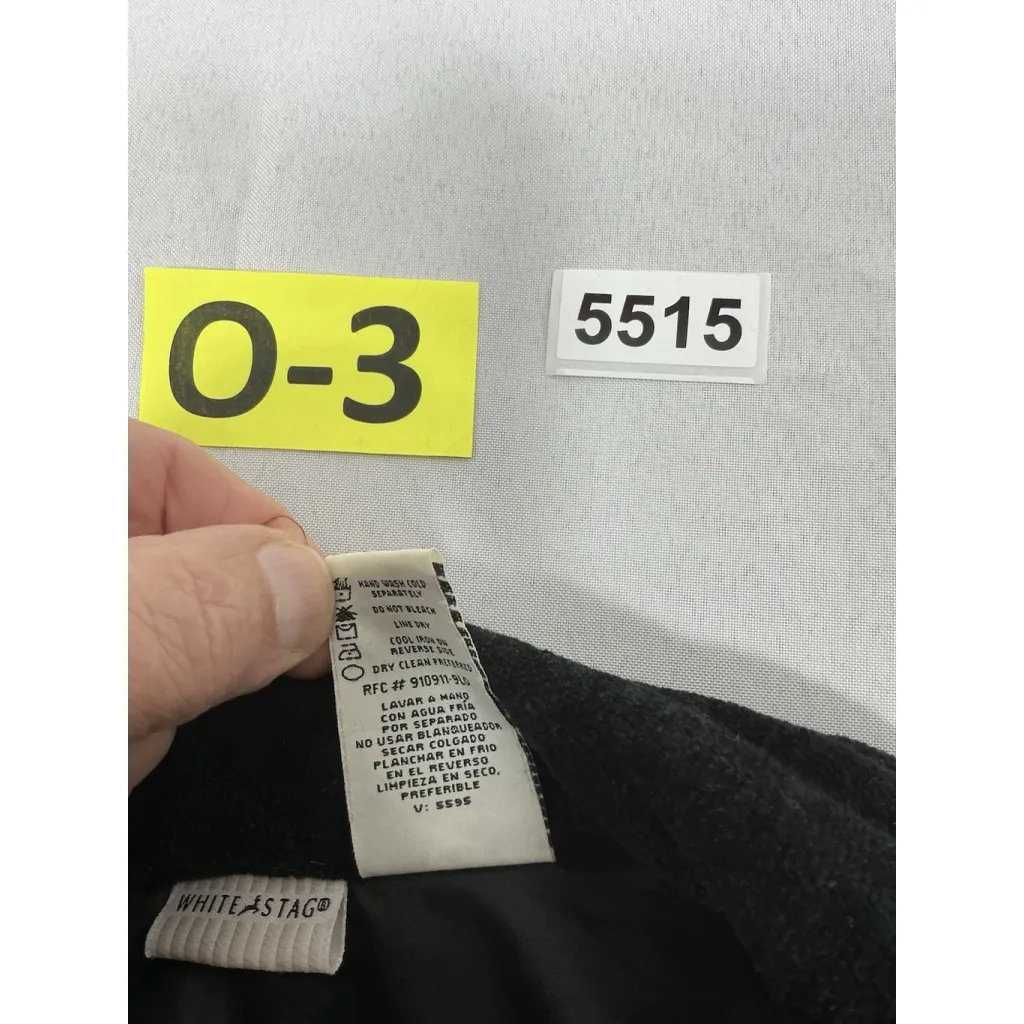 O-3
5515
HAND WASH COLD
SEPARATELY
DO NOT BLEACH
LINE DRY
COOL IRON ON
REVERSE SIDE
DRY CLEAN PREFERRED
RFC # 910911-9L0
LAVAR A MANO
CON AGUA FRÍA
POR SEPARADO
NO USAR BLANQUEADOR
SECAR COLGADO
PLANCHAR EN FRIO
EN EL REVERSO
LIMPIEZA EN SECO,
PREFERIBLE
V: 5595
WHITE STAG®